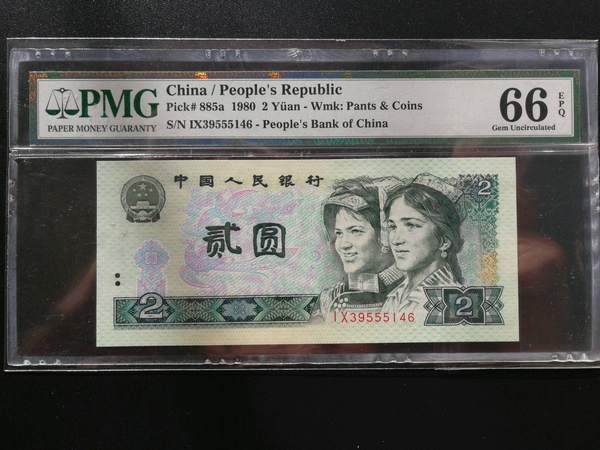 PMG
PAPER MONEY GUARANTY
China / People's Republic
Pick# 885a 1980 2 Yüan - Wmk: Pants & Coins
S/N IX39555146 - People's Bank of China
66 EPQ
Gem Uncirculated
中国人民银行
贰圆
2
2
2
IX39555146